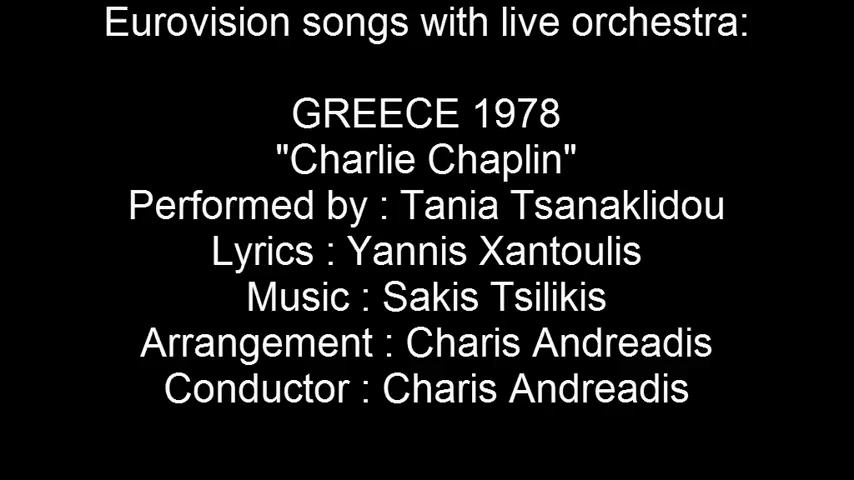 Eurovision songs with live orchestra:
GREECE 1978
"Charlie Chaplin"
Performed by : Tania Tsanaklidou
Lyrics : Yannis Xantoulis
Music : Sakis Tsilikis
Arrangement : Charis Andreadis
Conductor : Charis Andreadis